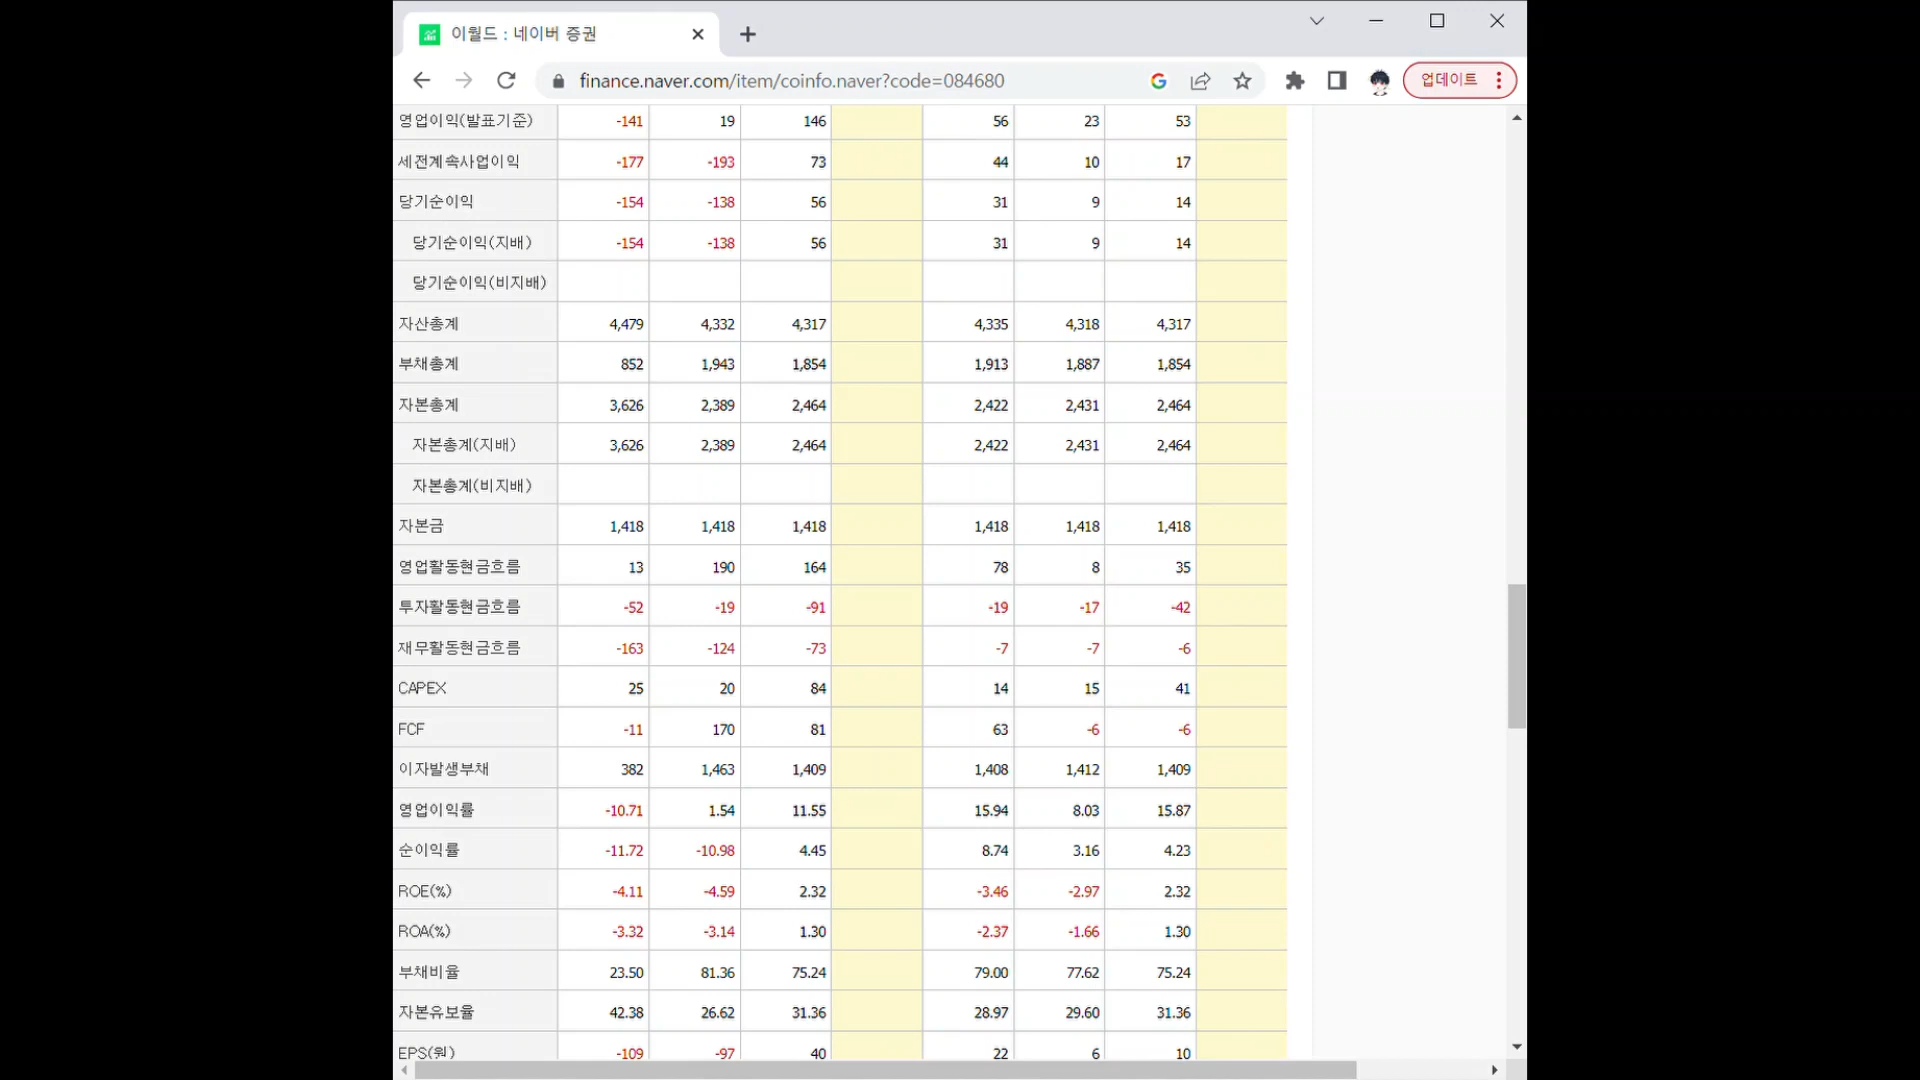 이월드 : 네이버 증권
finance.naver.com/item/coinfo.naver?code=084680
업데이트
영업이익(발표기준) -141 19 146 56 23 53
세전계속사업이익 -177 -193 73 44 10 17
당기순이익 -154 -138 56 31 9 14
당기순이익(지배) -154 -138 56 31 9 14
당기순이익(비지배)
자산총계 4,479 4,332 4,317 4,335 4,318 4,317
부채총계 852 1,943 1,854 1,913 1,887 1,854
자본총계 3,626 2,389 2,464 2,422 2,431 2,464
자본총계(지배) 3,626 2,389 2,464 2,422 2,431 2,464
자본총계(비지배)
자본금 1,418 1,418 1,418 1,418 1,418 1,418
영업활동현금흐름 13 190 164 78 8 35
투자활동현금흐름 -52 -19 -91 -19 -17 -42
재무활동현금흐름 -163 -124 -73 -7 -7 -6
CAPEX 25 20 84 14 15 41
FCF -11 170 81 63 -6 -6
이자발생부채 382 1,463 1,409 1,408 1,412 1,409
영업이익률 -10.71 1.54 11.55 15.94 8.03 15.87
순이익률 -11.72 -10.98 4.45 8.74 3.16 4.23
ROE(%) -4.11 -4.59 2.32 -3.46 -2.97 2.32
ROA(%) -3.32 -3.14 1.30 -2.37 -1.66 1.30
부채비율 23.50 81.36 75.24 79.00 77.62 75.24
자본유보율 42.38 26.62 31.36 28.97 29.60 31.36
EPS(원) -109 -97 40 22 6 10